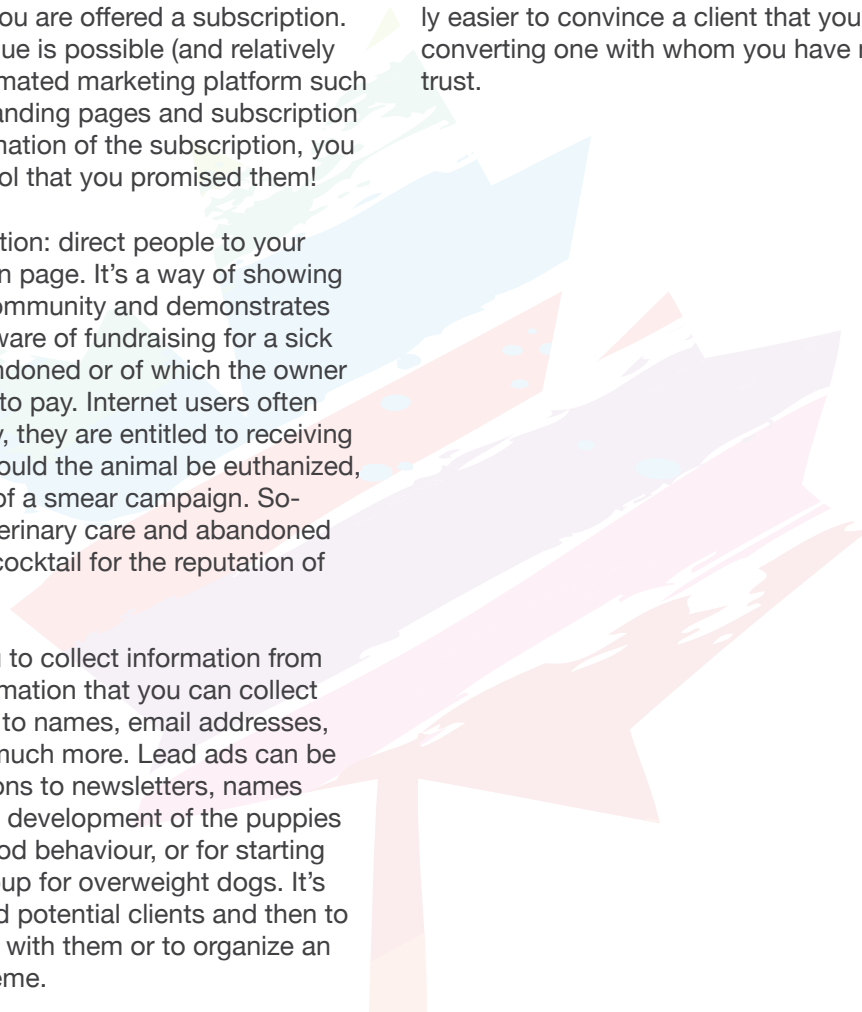 ou are offered a subscription.
ue is possible (and relatively
mated marketing platform such
anding pages and subscription
nation of the subscription, you
ol that you promised them!
tion: direct people to your
n page. It’s a way of showing
ommunity and demonstrates
ware of fundraising for a sick
ndoned or of which the owner
to pay. Internet users often
y, they are entitled to receiving
ould the animal be euthanized,
of a smear campaign. So-
erinary care and abandoned
cocktail for the reputation of
to collect information from
rmation that you can collect
to names, email addresses,
much more. Lead ads can be
ons to newsletters, names
development of the puppies
od behaviour, or for starting
up for overweight dogs. It’s
d potential clients and then to
with them or to organize an
eme.
ly easier to convince a client that you
converting one with whom you have
trust.